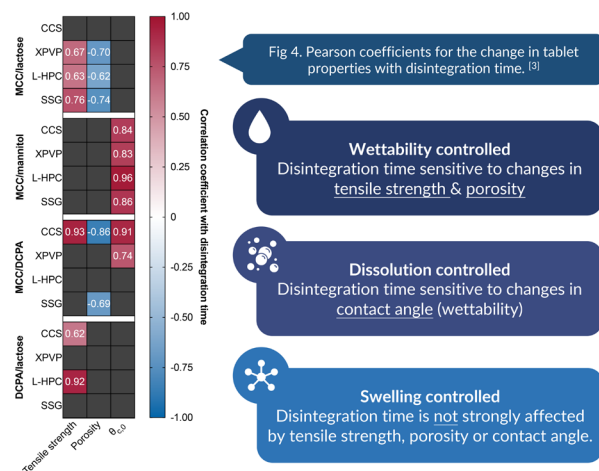 Fig 4. Pearson coefficients for the change in tablet
properties with disintegration time. [3]
MCC/lactose
CCS
XPVP 0.67 -0.70
L-HPC 0.63 -0.62
SSG 0.76 -0.74
MCC/mannitol
CCS 0.84
XPVP 0.83
L-HPC 0.96
SSG 0.86
MCC/DCPA
CCS 0.93 -0.86 0.91
XPVP 0.74
L-HPC
SSG -0.69
DCPA/lactose
CCS 0.62
XPVP
L-HPC 0.92
SSG
Tensile strength
Porosity
θc,0
1.00
0.75
0.50
0.25
0
-0.25
-0.50
-0.75
-1.00
Correlation coefficient with disintegration time
Wettability controlled
Disintegration time sensitive to changes in
tensile strength & porosity
Dissolution controlled
Disintegration time sensitive to changes in
contact angle (wettability)
Swelling controlled
Disintegration time is not strongly affected
by tensile strength, porosity or contact angle.